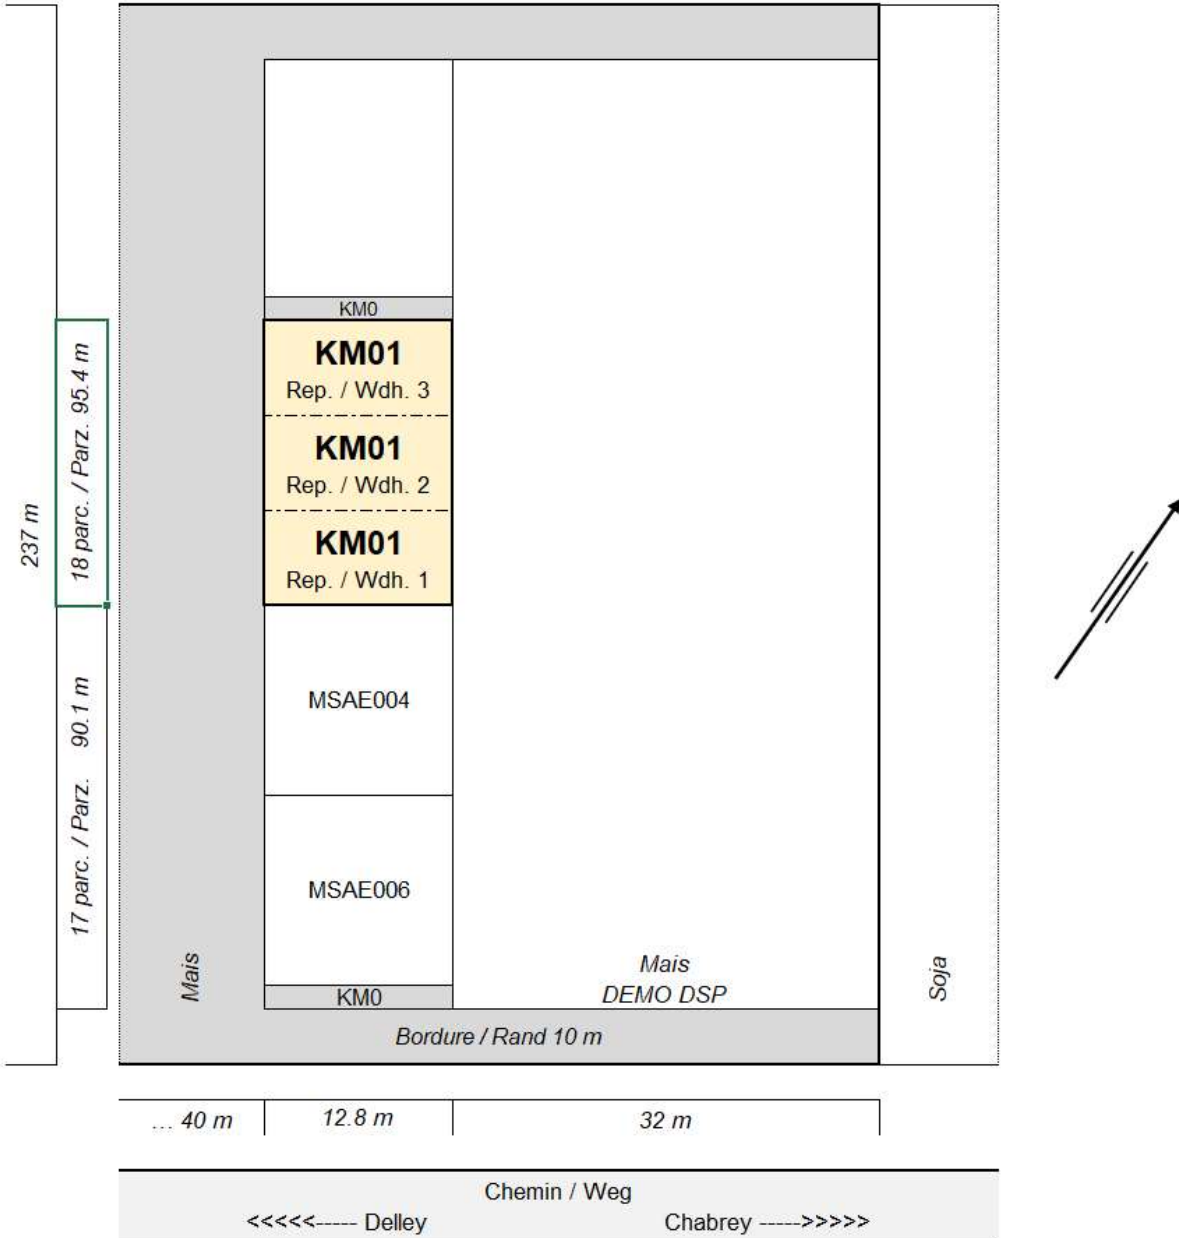 KM0
KM01
Rep. / Wdh. 3
KM01
Rep. / Wdh. 2
KM01
Rep. / Wdh. 1
237 m
18 parc. / Parz. 95.4 m
17 parc. / Parz. 90.1 m
MSAE004
MSAE006
Mais
KM0
Mais
DEMO DSP
Soja
Bordure / Rand 10 m
... 40 m
12.8 m
32 m
Chemin / Weg
<<<<<----- Delley
Chabrey ----->>>>>